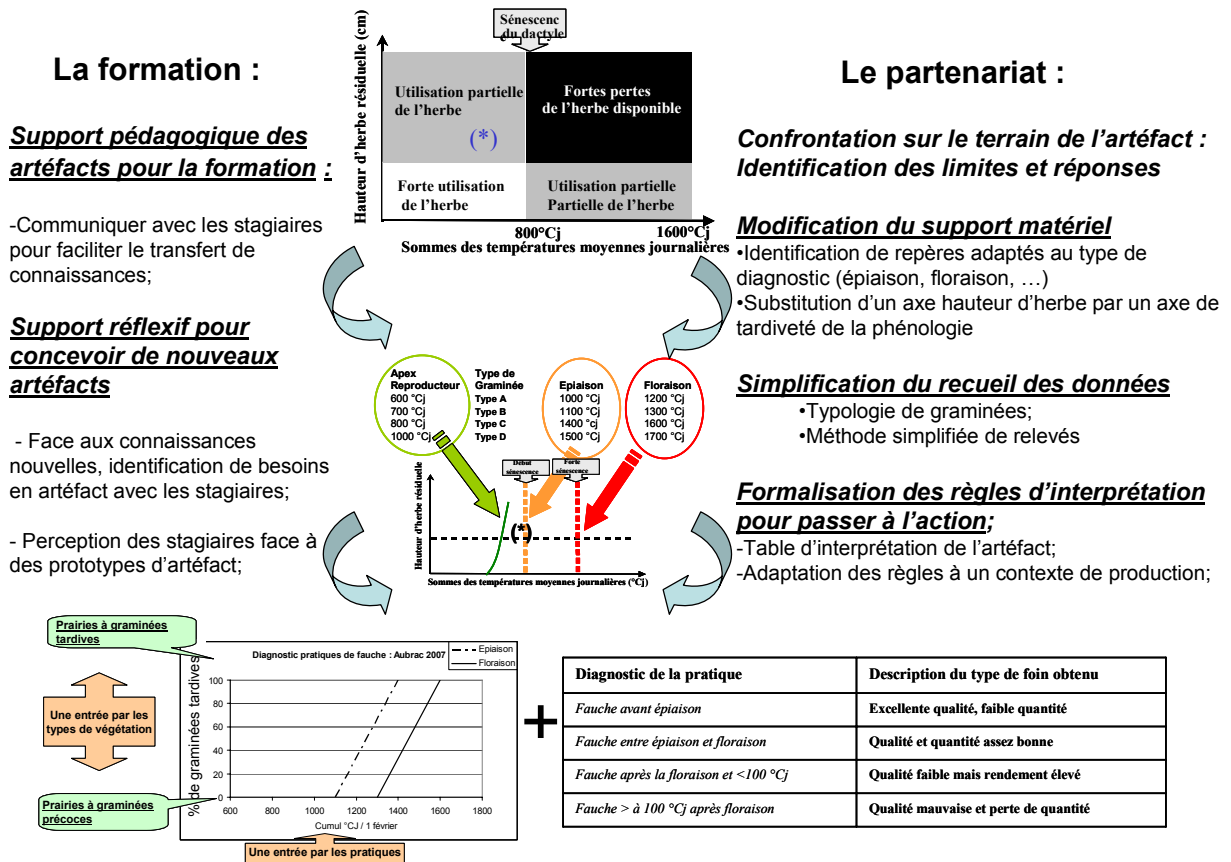 La formation :
Support pédagogique des
artéfacts pour la formation :
-Communiquer avec les stagiaires
pour faciliter le transfert de
connaissances;
Support réflexif pour
concevoir de nouveaux
artéfacts
- Face aux connaissances
nouvelles, identification de besoins
en artéfact avec les stagiaires;
- Perception des stagiaires face à
des prototypes d'artéfact;
Sénescenc
e
du dactyle
Hauteur d'herbe résiduelle (cm)
Utilisation partielle
de l'herbe
(*)
Fortes pertes
de l'herbe disponible
Forte utilisation
de l'herbe
Utilisation partielle
Partielle de l'herbe
800°Cj
1600°Cj
Sommes des températures moyennes journalières
Le partenariat :
Confrontation sur le terrain de l'artéfact :
Identification des limites et réponses
Modification du support matériel
•Identification de repères adaptés au type de
diagnostic (épiaison, floraison, …)
•Substitution d'un axe hauteur d'herbe par un axe de
tardiveté de la phénologie
Simplification du recueil des données
•Typologie de graminées;
•Méthode simplifiée de relevés
Formalisation des règles d'interprétation
pour passer à l'action;
-Table d'interprétation de l'artéfact;
-Adaptation des règles à un contexte de production;
Apex
Reproducteur
600 °Cj
700 °Cj
800 °Cj
1000 °Cj
Type de
Graminée
Type A
Type B
Type C
Type D
Epiaison
1000 °Cj
1100 °Cj
1400 °Cj
1500 °Cj
Floraison
1200 °Cj
1300 °Cj
1600 °Cj
1700 °Cj
Début
sénescence
Forte
sénescence
Hauteur d'herbe résiduelle
(*)
Sommes des températures moyennes journalières (°Cj)
Prairies à graminées
tardives
Une entrée par les
types de végétation
Prairies à graminées
précoces
Diagnostic pratiques de fauche : Aubrac 2007
Epiaison
Floraison
% de graminées tardives
100
80
60
40
20
0
600 800 1000 1200 1400 1600 1800
Cumul °CJ / 1 février
Une entrée par les pratiques
+
Diagnostic de la pratique Description du type de foin obtenu
Fauche avant épiaison Excellente qualité, faible quantité
Fauche entre épiaison et floraison Qualité et quantité assez bonne
Fauche après la floraison et <100 °Cj Qualité faible mais rendement élevé
Fauche > à 100 °Cj après floraison Qualité mauvaise et perte de quantité